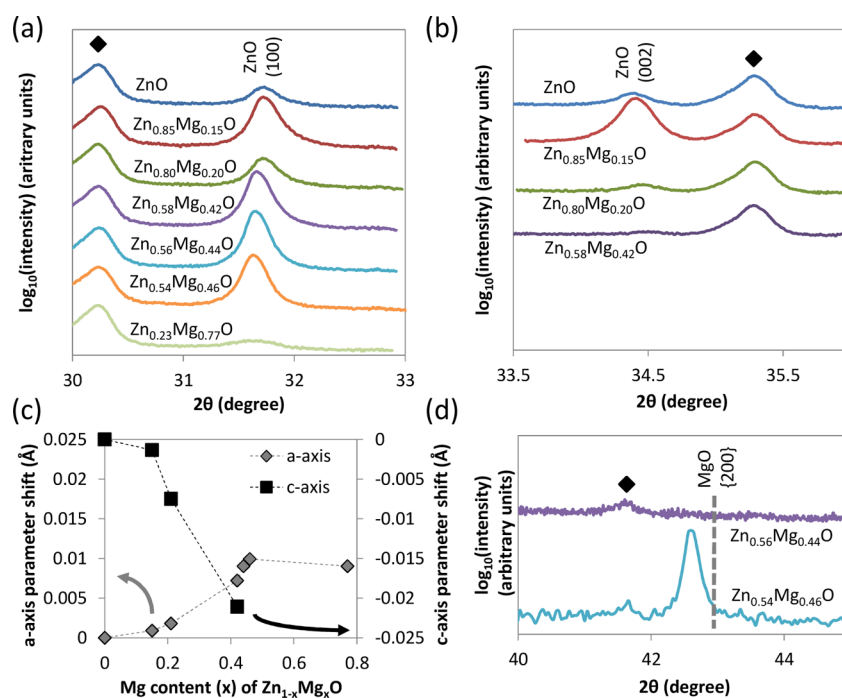 (a)
ZnO
(100)
ZnO
Zn0.85Mg0.15O
Zn0.80Mg0.20O
Zn0.58Mg0.42O
Zn0.56Mg0.44O
Zn0.54Mg0.46O
Zn0.23Mg0.77O
log10(intensity) (aritrary units)
30 31 32 33
2θ (degree)
(b)
ZnO
(002)
ZnO
Zn0.85Mg0.15O
Zn0.80Mg0.20O
Zn0.58Mg0.42O
log10(intensity) (arbitrary units)
33.5 34.5 35.5
2θ (degree)
(c)
a-axis parameter shift (Å)
0.025
0.02
0.015
0.01
0.005
0
a-axis
c-axis
0
-0.005
-0.01
-0.015
-0.02
-0.025
c-axis parameter shift (Å)
0.0 0.2 0.4 0.6 0.8
Mg content (x) of Zn1-xMgxO
(d)
MgO
{200}
Zn0.56Mg0.44O
Zn0.54Mg0.46O
log10(intensity)
(arbitrary units)
40 42 44
2θ (degree)